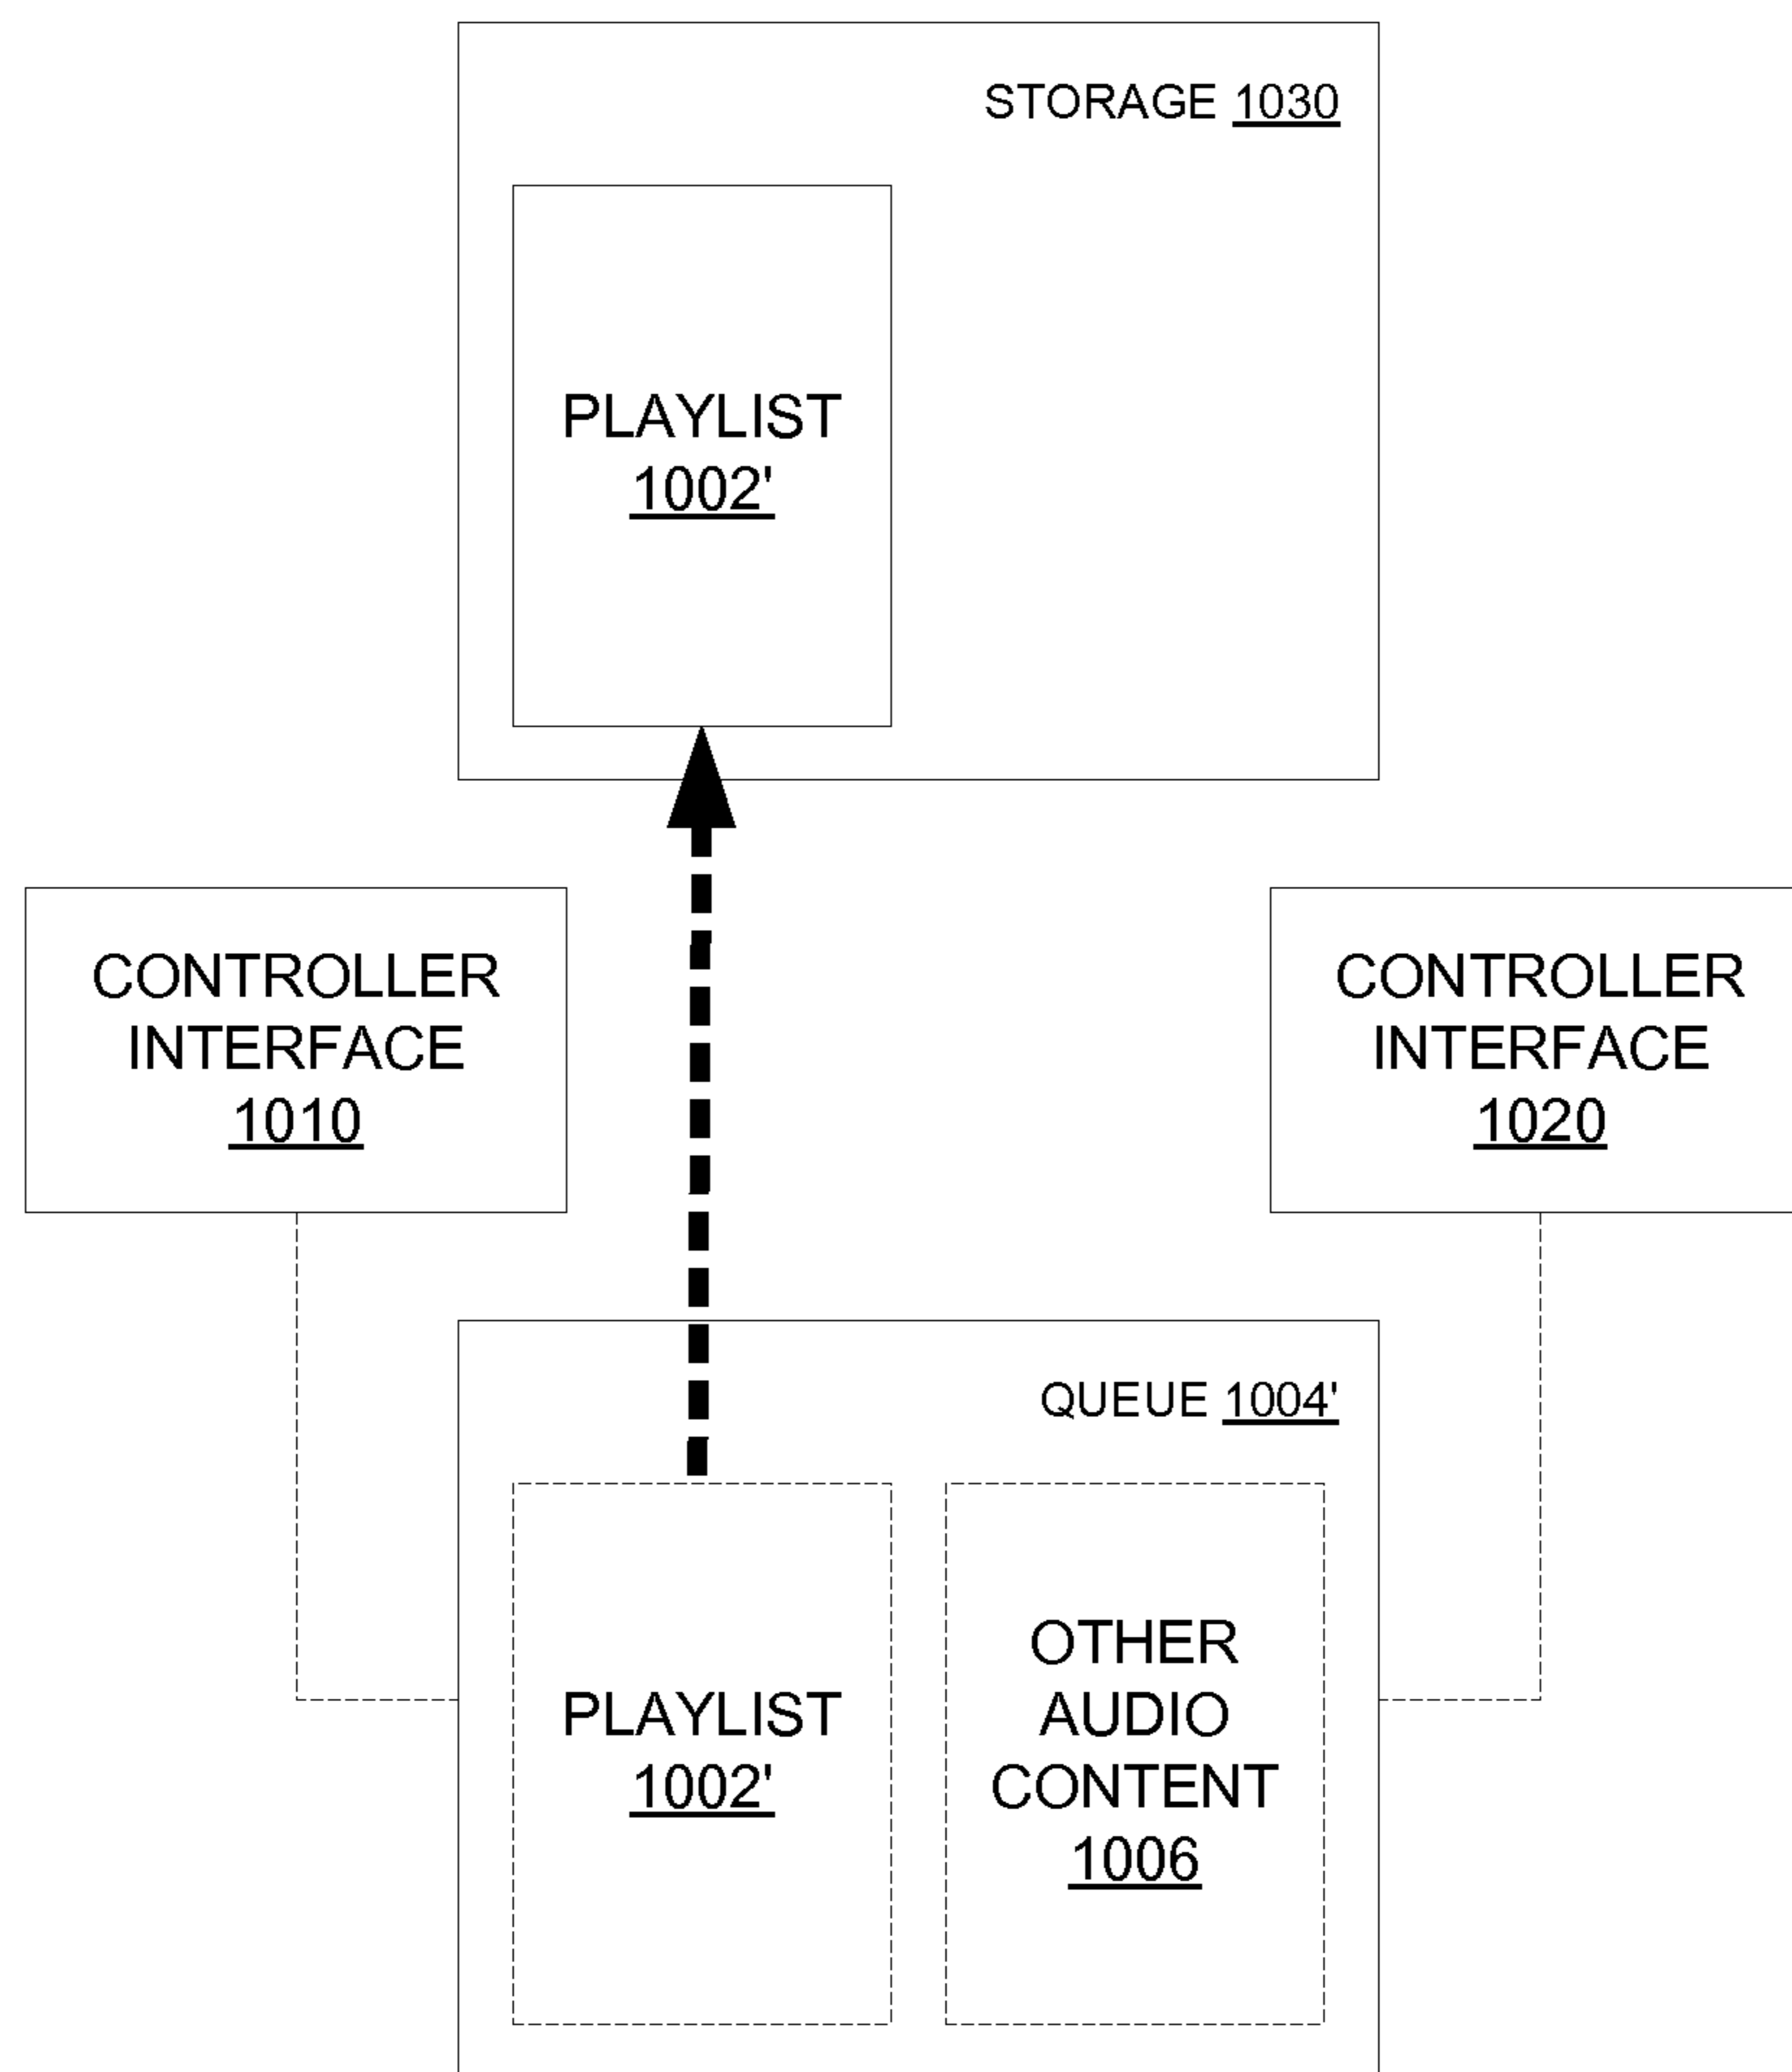 STORAGE 1030
PLAYLIST
1002'
CONTROLLER
INTERFACE
1010
CONTROLLER
INTERFACE
1020
QUEUE 1004'
PLAYLIST
1002'
OTHER
AUDIO
CONTENT
1006